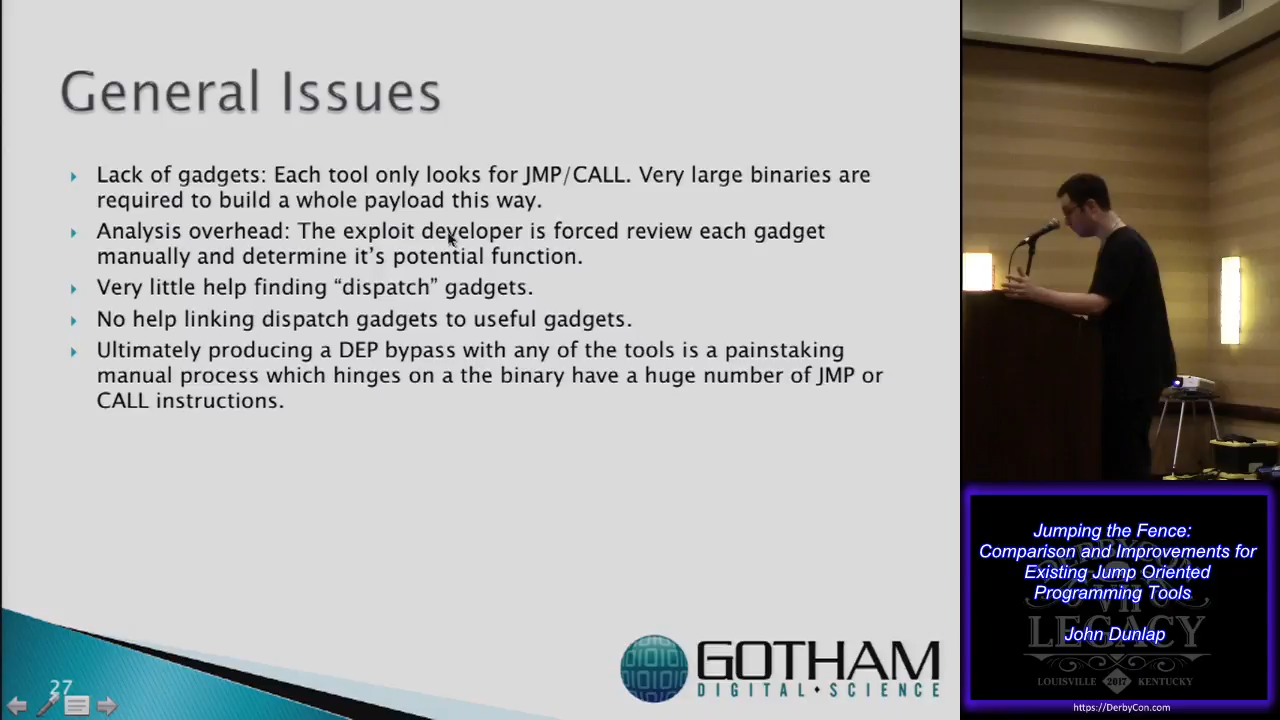 General Issues
Lack of gadgets: Each tool only looks for JMP/CALL. Very large binaries are
required to build a whole payload this way.
Analysis overhead: The exploit developer is forced review each gadget
manually and determine it's potential function.
Very little help finding “dispatch” gadgets.
No help linking dispatch gadgets to useful gadgets.
Ultimately producing a DEP bypass with any of the tools is a painstaking
manual process which hinges on a the binary have a huge number of JMP or
CALL instructions.
27
GOTHAM
DIGITAL SCIENCE
Jumping the Fence:
Comparison and Improvements for
Existing Jump Oriented
Programming Tools
John Dunlap
LEGACY
LOUISVILLE 2017 KENTUCKY
https://DerbyCon.com